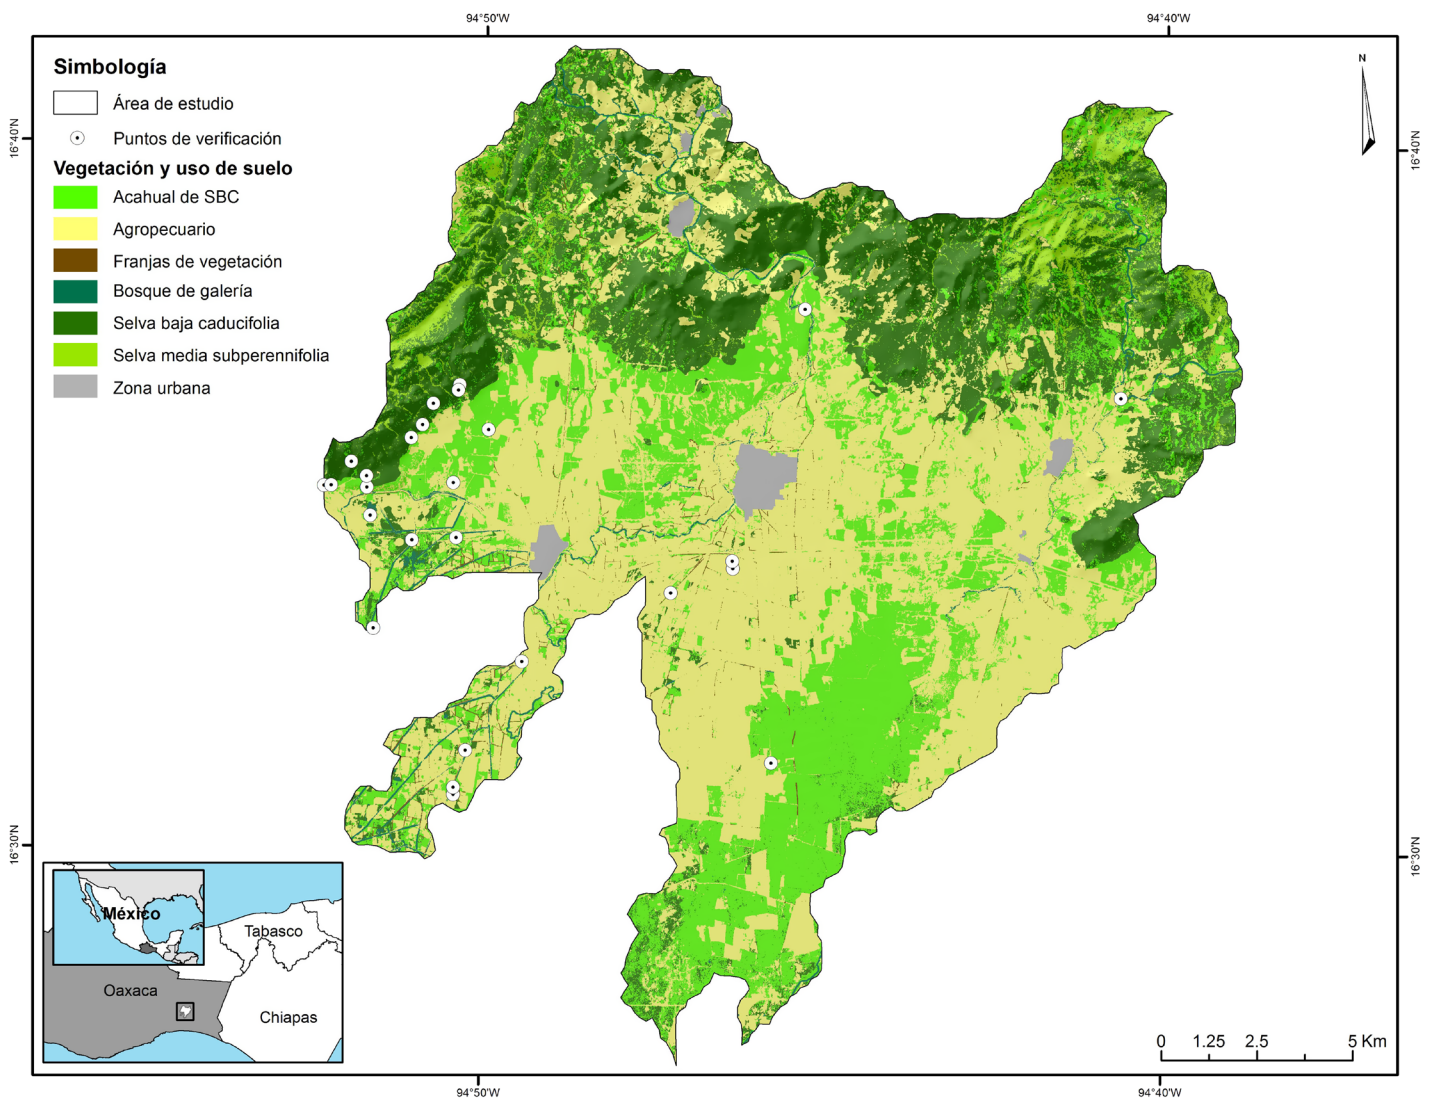 94°50'W
94°40'W
Simbología
Área de estudio
Puntos de verificación
Vegetación y uso de suelo
Acahual de SBC
Agropecuario
Franjas de vegetación
Bosque de galería
Selva baja caducifolia
Selva media subperennifolia
Zona urbana
N
16°40'N
16°40'N
16°30'N
16°30'N
México
Tabasco
Oaxaca
Chiapas
0 1.25 2.5 5 Km
94°50'W
94°40'W